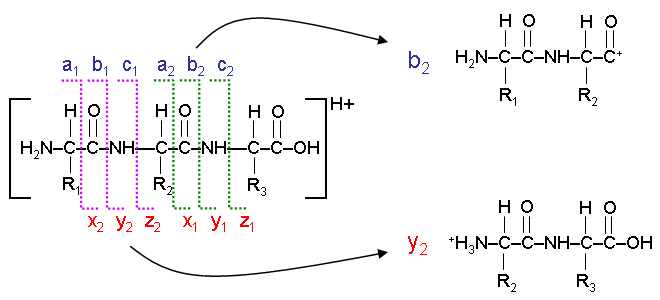 a1 b1 c1 a2 b2 c2
[ ]H+
H O H O H O
H2N C C NH C C NH C C OH
R1 R2 R3
x2 y2 z2 x1 y1 z1
b2
H O H O
H2N C C NH C C+
R1 R2
y2
H O H O
+H3N C C NH C C OH
R2 R3